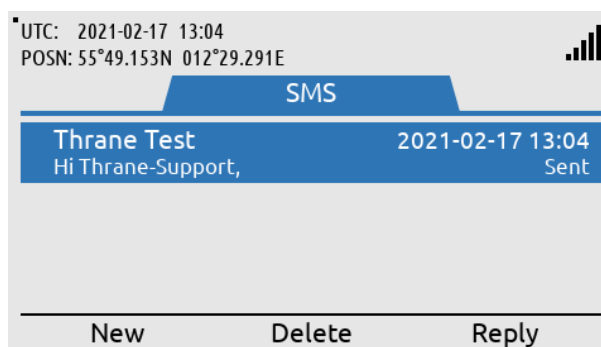 UTC: 2021-02-17 13:04
POSN: 55°49.153N 012°29.291E
SMS
Thrane Test 2021-02-17 13:04
Hi Thrane-Support, Sent
New Delete Reply